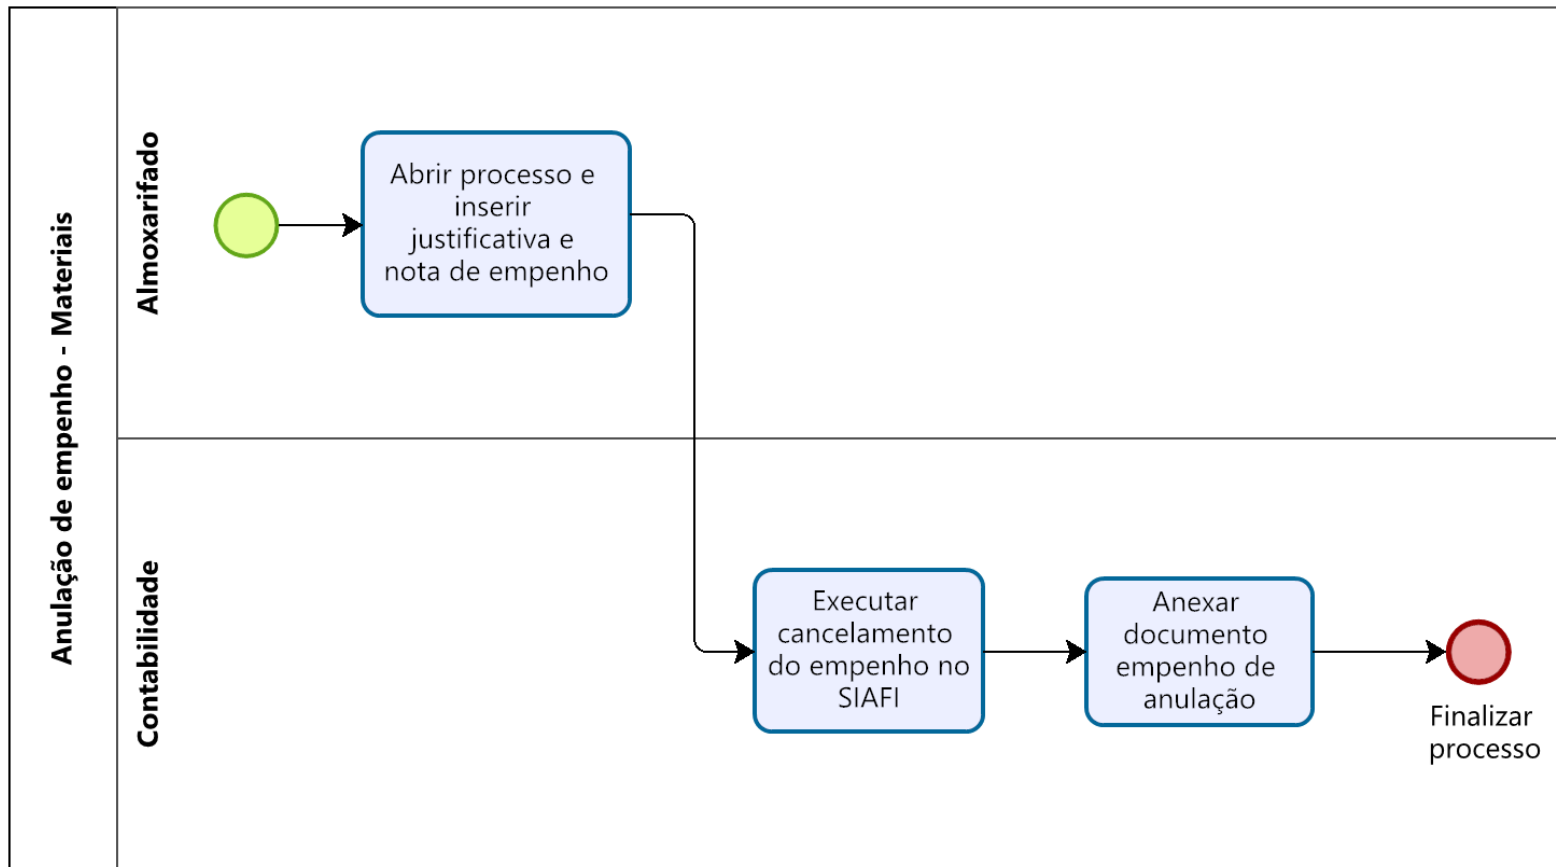 Anulação de empenho - Materiais
Almoxarifado
Abrir processo e
inserir
justificativa e
nota de empenho
Contabilidade
Executar
cancelamento
do empenho no
SIAFI
Anexar
documento
empenho de
anulação
Finalizar
processo